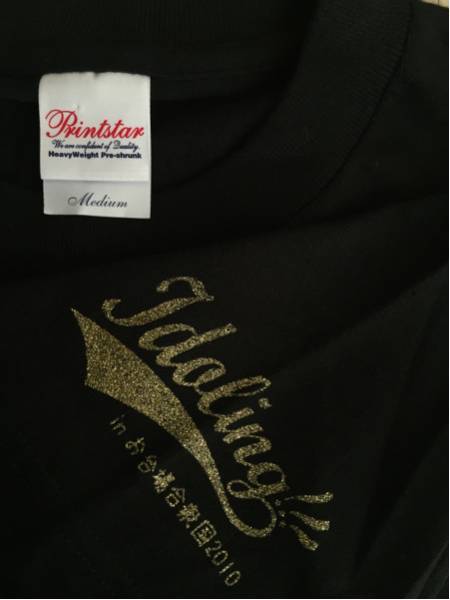 Printstar
We are confident of Quality.
HeavyWeight Pre-shrunk
Medium
Idoling!!!
in お台場合衆国2010